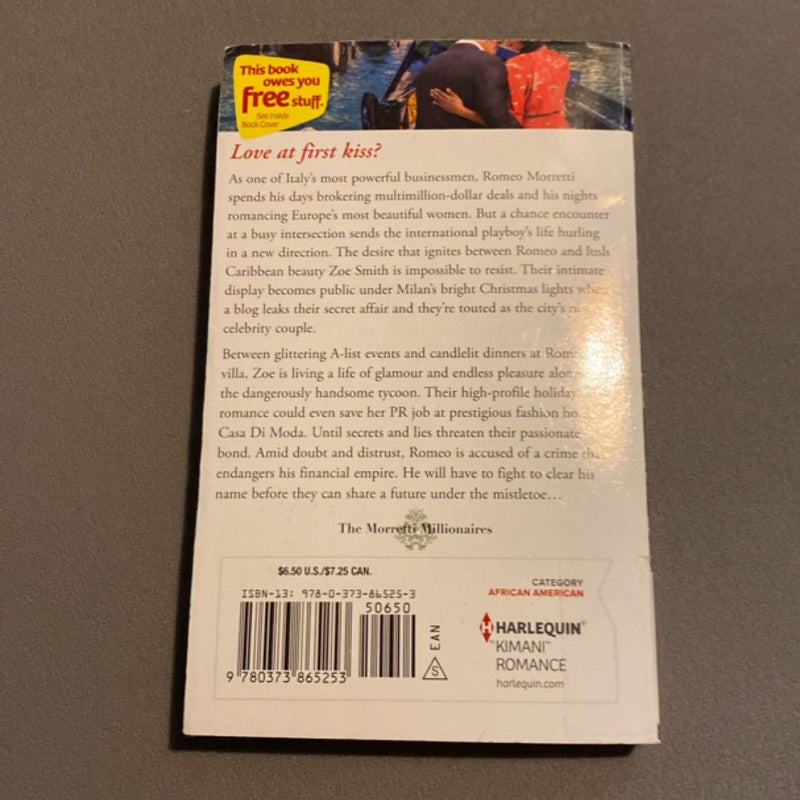 This book
owes you
free stuff.
See Inside
Book Cover
Love at first kiss?
As one of Italy's most powerful businessmen, Romeo Morretti
spends his days brokering multimillion-dollar deals and his nights
romancing Europe's most beautiful women. But a chance encounter
at a busy intersection sends the international playboy's life hurling
in a new direction. The desire that ignites between Romeo and lush
Caribbean beauty Zoe Smith is impossible to resist. Their intimate
display becomes public under Milan's bright Christmas lights when
a blog leaks their secret affair and they're touted as the city's
celebrity couple.
Between glittering A-list events and candlelit dinners at
villa, Zoe is living a life of glamour and endless pleasure
the dangerously handsome tycoon. Their high-profile holiday
romance could even save her PR job at prestigious fashion
Casa Di Moda. Until secrets and lies threaten their passionate
bond. Amid doubt and distrust, Romeo is accused of a crime
endangers his financial empire. He will have to fight to clear his
name before they can share a future under the mistletoe...
The Morretti Millionaires
$6.50 U.S./$7.25 CAN.
ISBN-13: 978-0-373-86525-3
50650
9 780373 865253
EAN
S
CATEGORY
AFRICAN AMERICAN
HARLEQUIN®
KIMANI™
ROMANCE
harlequin.com